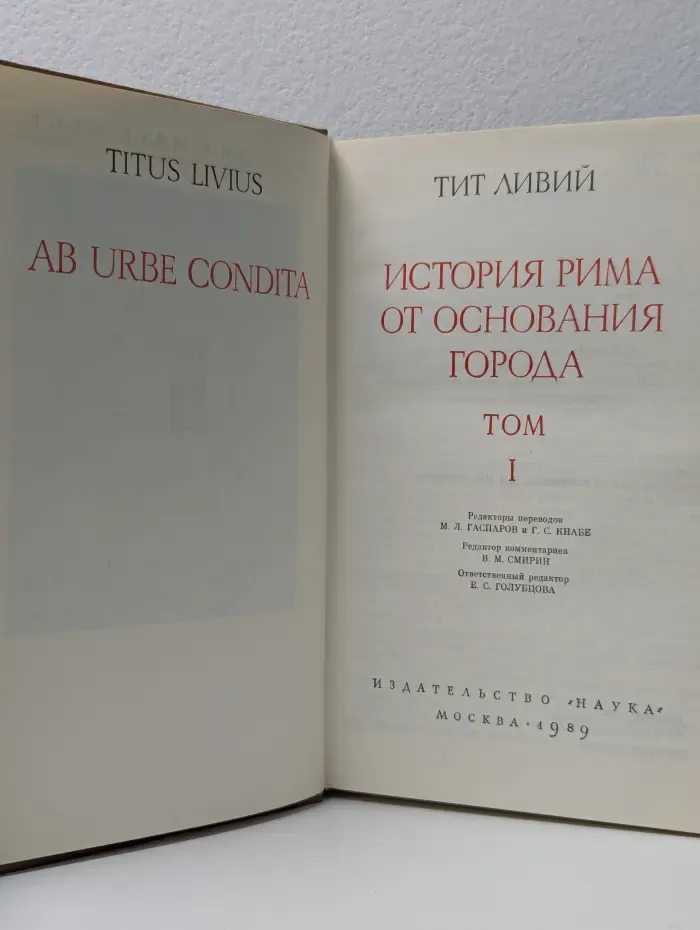 TITUS LIVIUS
AB URBE CONDITA
ТИТ ЛИВИЙ
ИСТОРИЯ РИМА
ОТ ОСНОВАНИЯ
ГОРОДА
ТОМ
I
Редакторы переводов
М. Л. ГАСПАРОВ и Г. С. КНАБЕ
Редактор комментариев
В. М. СМИРИН
Ответственный редактор
Е. С. ГОЛУБЦОВА
ИЗДАТЕЛЬСТВО «НАУКА»
МОСКВА · 1989